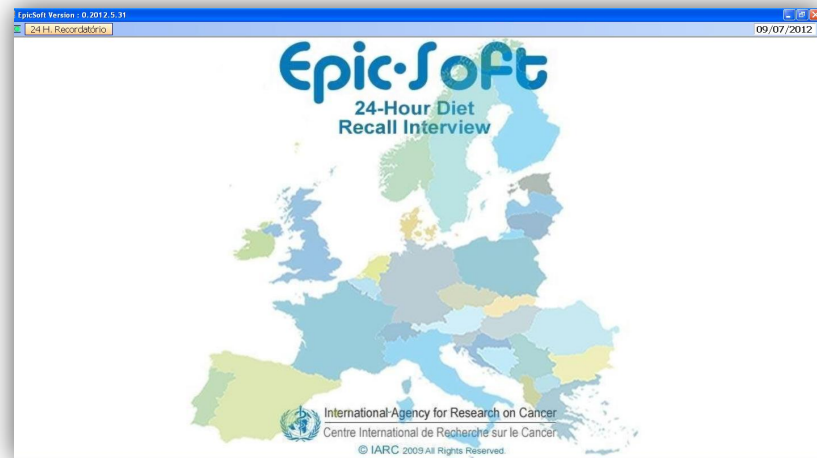 EpicSoft Version : 0.2012.5.31
24 H. Recordatório
09/07/2012
Epic-Soft
24-Hour Diet
Recall Interview
International Agency for Research on Cancer
Centre International de Recherche sur le Cancer
© IARC 2009 All Rights Reserved.